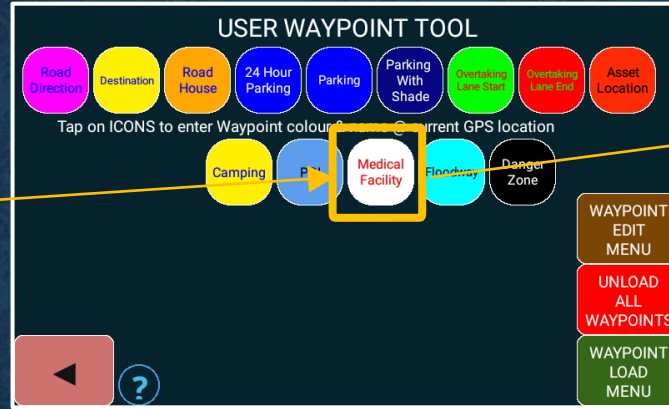 USER WAYPOINT TOOL
Road
Direction
Destination
Road
House
24 Hour
Parking
Parking
Parking
With
Shade
Overtaking
Lane Start
Overtaking
Lane End
Asset
Location
Tap on ICONS to enter Waypoint colour & name @ current GPS location
Camping
Medical
Facility
Floodway
Danger
Zone
WAYPOINT
EDIT
MENU
UNLOAD
ALL
WAYPOINTS
WAYPOINT
LOAD
MENU
?